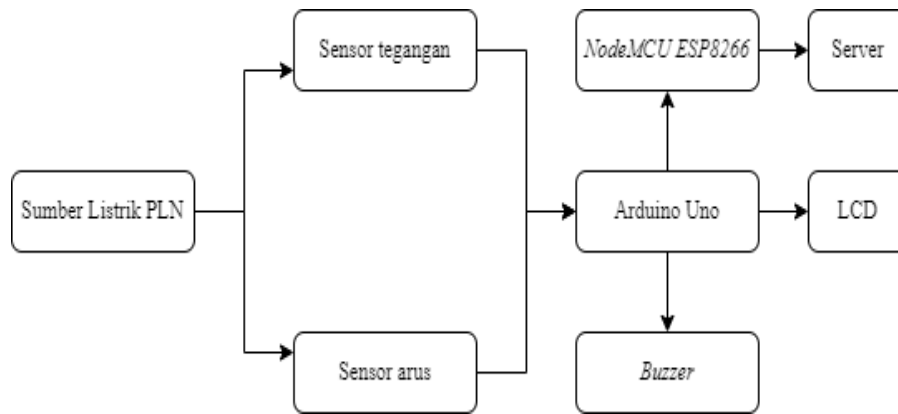 Sensor tegangan
NodeMCU ESP8266
Server
Sumber Listrik PLN
Arduino Uno
LCD
Sensor arus
Buzzer